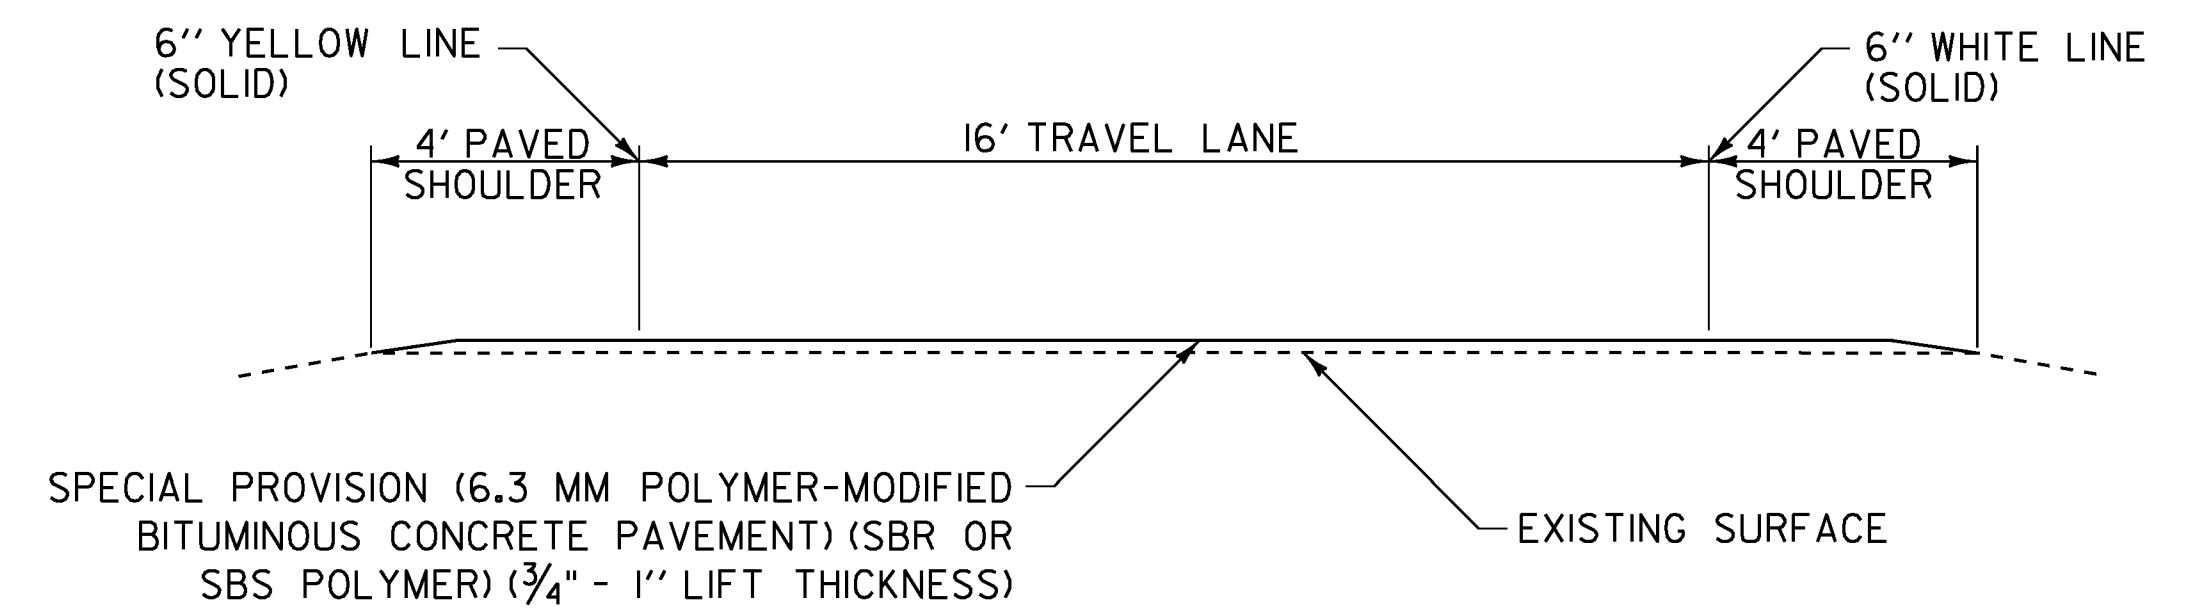 6'' YELLOW LINE
(SOLID)
6'' WHITE LINE
(SOLID)
4' PAVED
SHOULDER
16' TRAVEL LANE
4' PAVED
SHOULDER
SPECIAL PROVISION (6.3 MM POLYMER-MODIFIED
BITUMINOUS CONCRETE PAVEMENT) (SBR OR
SBS POLYMER) (¾" - 1'' LIFT THICKNESS)
EXISTING SURFACE